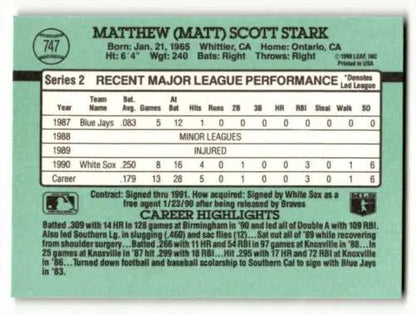 747
MATTHEW (MATT) SCOTT STARK
Born: Jan. 21, 1965 Whittier, CA Home: Ontario, CA
Ht: 6'4" Wgt: 240 Bats: Right Throws: Right
© 1990 LEAF, INC
Printed in USA
Series 2 RECENT MAJOR LEAGUE PERFORMANCE *Denotes Led League
Year Team Name Bat. Avg. Games At Bat Hits Runs 2B 3B HR RBI Stnal Walk SO
1987 Blue Jays .083 5 12 1 0 0 0 0 0 0 0 0
1988 MINOR LEAGUES
1989 INJURED
1990 White Sox .250 8 16 4 0 1 0 0 3 0 1 6
Career .179 13 28 5 0 1 0 0 3 0 1 6
Contract: Signed thru 1991. How acquired: Signed by White Sox as a
free agent 1/23/90 after being released by Braves
CAREER HIGHLIGHTS
Batted .309 with 14 HR in 128 games at Birmingham in '90 and led all of Double A with 109 RBI.
Also led Southern Lg. in slugging (.460) and sac flies (12)... Sat out all of '89 while recovering
from shoulder surgery... Batted .266 with 11 HR and 54 RBI in 97 games at Knoxville in '88... In
25 games at Knoxville in '87 hit .299 with 18 RBI... Hit .295 with 17 HR and 72 RBI at Knoxville
in '86... Turned down football and baseball scholarship to Southern Cal to sign with Blue Jays
in '83.